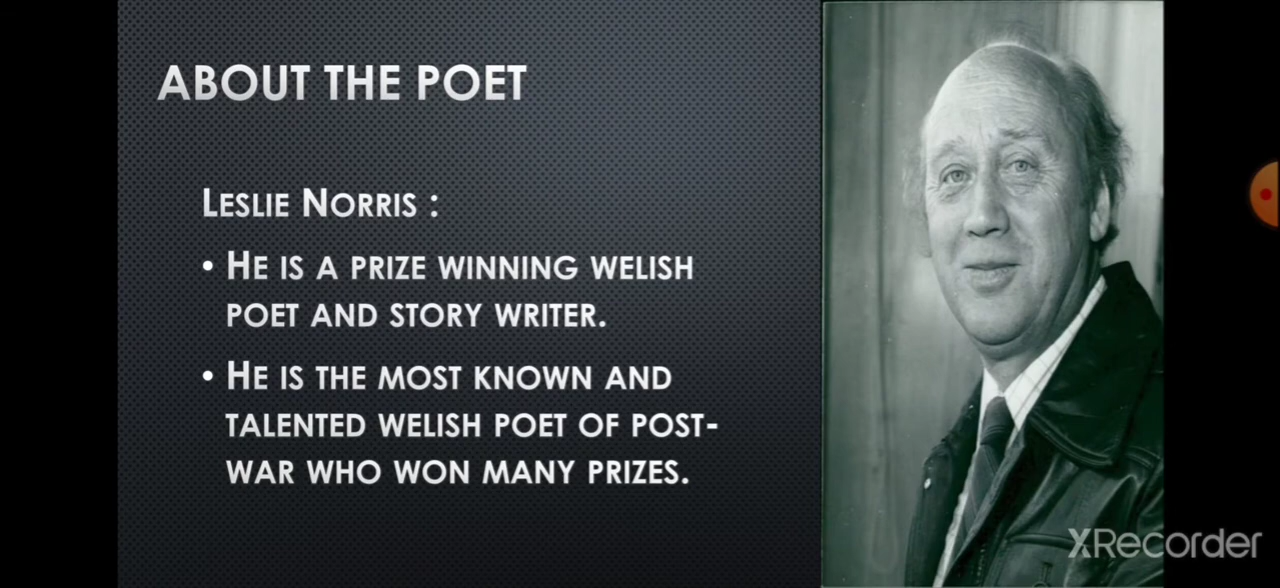 ABOUT THE POET
LESLIE NORRIS :
• HE IS A PRIZE WINNING WELISH
POET AND STORY WRITER.
• HE IS THE MOST KNOWN AND
TALENTED WELISH POET OF POST-
WAR WHO WON MANY PRIZES.
XRecorder